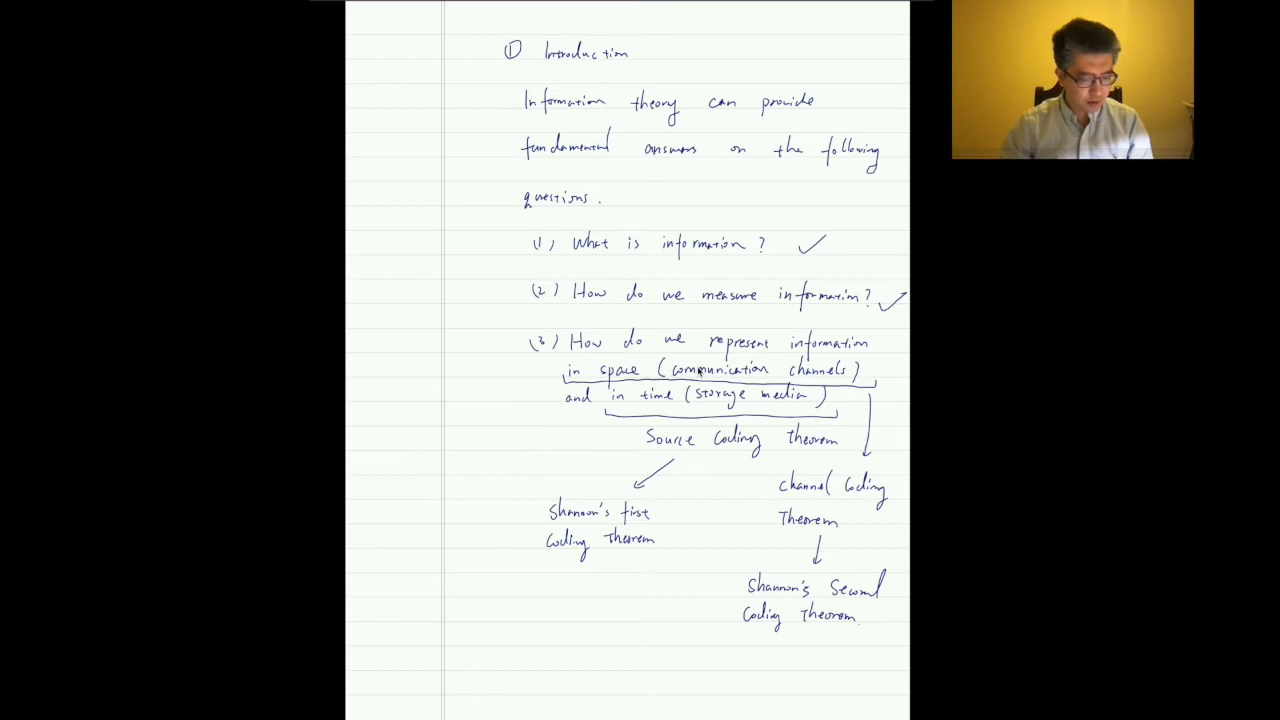 ① Introduction
Information theory can provide
fundamental answers on the following
questions.
(1) What is information?
(2) How do we measure information?
(3) How do we represent information
in space (communication channels)
and in time (storage media)
Source Coding Theorem
Channel Coding
Theorem
Shannon's first
Coding Theorem
Shannon's Second
Coding Theorem.